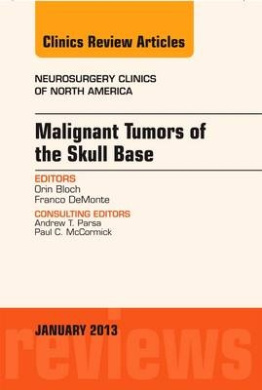 Clinics Review Articles
NEUROSURGERY CLINICS
OF NORTH AMERICA
Malignant Tumors of
the Skull Base
EDITORS
Orin Bloch
Franco DeMonte
CONSULTING EDITORS
Andrew T. Parsa
Paul C. McCormick
JANUARY 2013
reviews